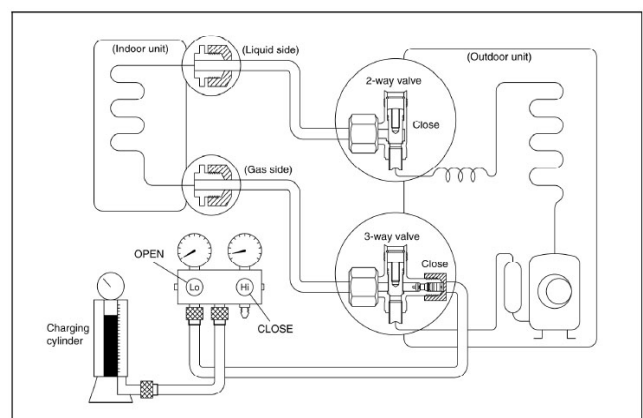 (Indoor unit)
(Liquid side)
2-way valve
(Outdoor unit)
Close
(Gas side)
3-way valve
Close
OPEN
Lo
Hi
CLOSE
Charging
cylinder